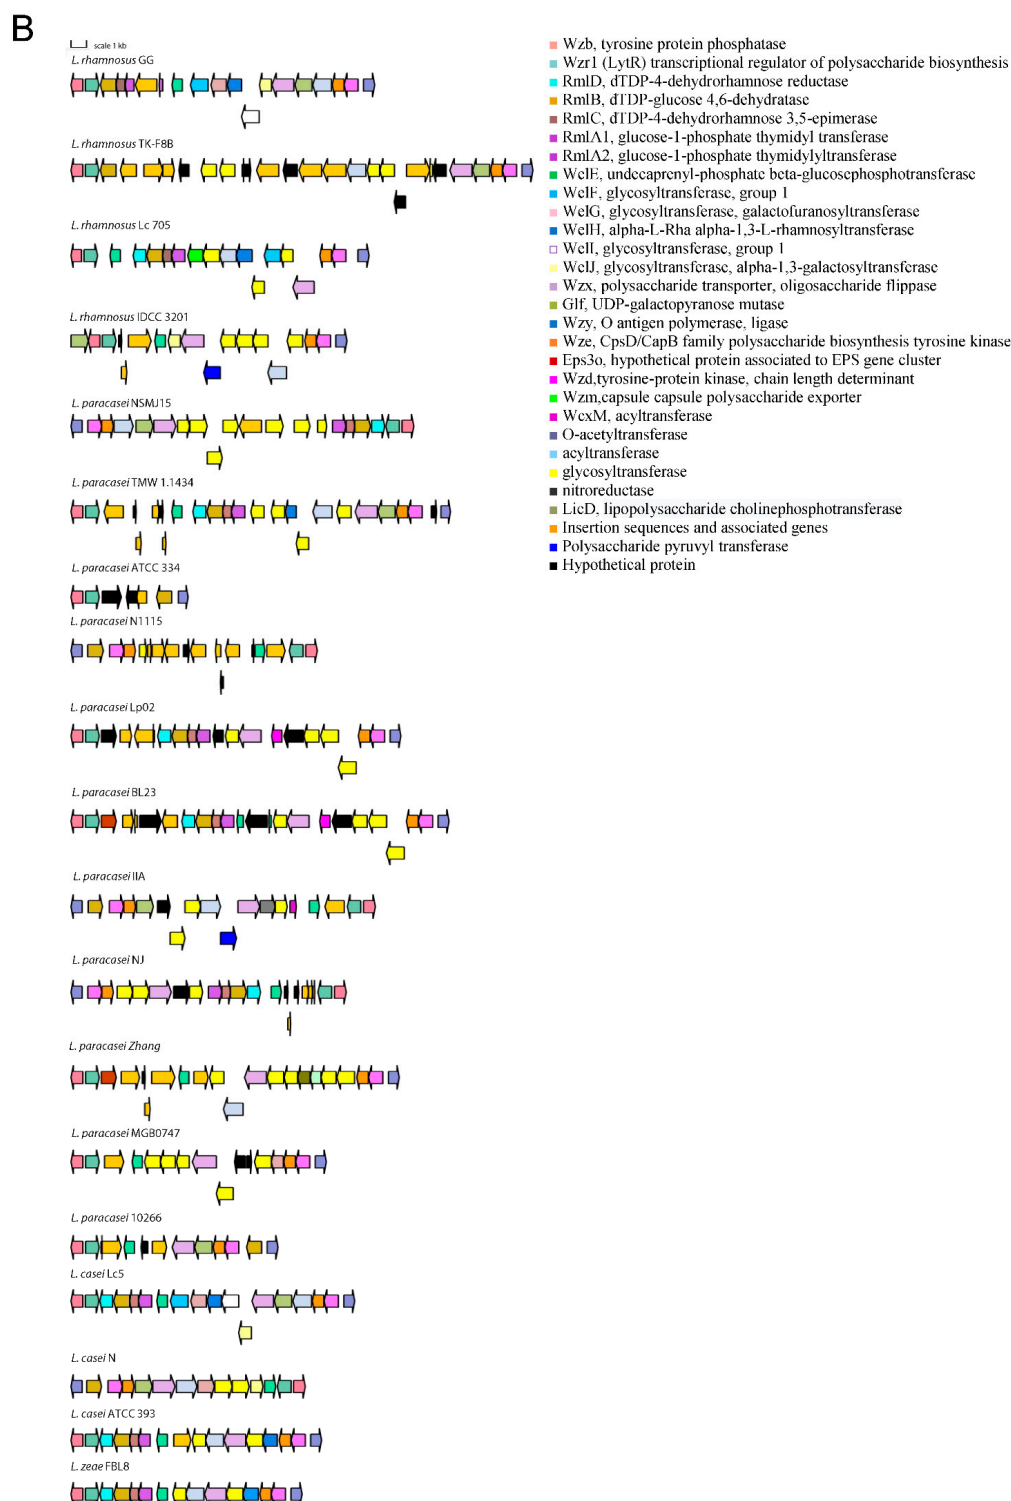 B
scale 1 kb
L. rhamnosus GG
L. rhamnosus TK-F8B
L. rhamnosus Lc 705
L. rhamnosus IDCC 3201
L. paracasei NSMJ15
L. paracasei TMW 1.1434
L. paracasei ATCC 334
L. paracasei N1115
L. paracasei Lp02
L. paracasei BL23
L. paracasei IIA
L. paracasei NJ
L. paracasei Zhang
L. paracasei MGB0747
L. paracasei 10266
L. casei Lc5
L. casei N
L. casei ATCC 393
L. zeae FBL8
Wzb, tyrosine protein phosphatase
Wzr1 (LytR) transcriptional regulator of polysaccharide biosynthesis
RmlD, dTDP-4-dehydrorhamnose reductase
RmlB, dTDP-glucose 4,6-dehydratase
RmlC, dTDP-4-dehydrorhamnose 3,5-epimerase
RmlA1, glucose-1-phosphate thymidyl transferase
RmlA2, glucose-1-phosphate thymidylyltransferase
WelE, undecaprenyl-phosphate beta-glucosephosphotransferase
WelF, glycosyltransferase, group 1
WelG, glycosyltransferase, galactofuranosyltransferase
WelH, alpha-L-Rha alpha-1,3-L-rhamnosyltransferase
WelI, glycosyltransferase, group 1
WelJ, glycosyltransferase, alpha-1,3-galactosyltransferase
Wzx, polysaccharide transporter, oligosaccharide flippase
Glf, UDP-galactopyranose mutase
Wzy, O antigen polymerase, ligase
Wze, CpsD/CapB family polysaccharide biosynthesis tyrosine kinase
Eps3o, hypothetical protein associated to EPS gene cluster
Wzd,tyrosine-protein kinase, chain length determinant
Wzm,capsule capsule polysaccharide exporter
WcxM, acyltransferase
O-acetyltransferase
acyltransferase
glycosyltransferase
nitroreductase
LicD, lipopolysaccharide cholinephosphotransferase
Insertion sequences and associated genes
Polysaccharide pyruvyl transferase
Hypothetical protein